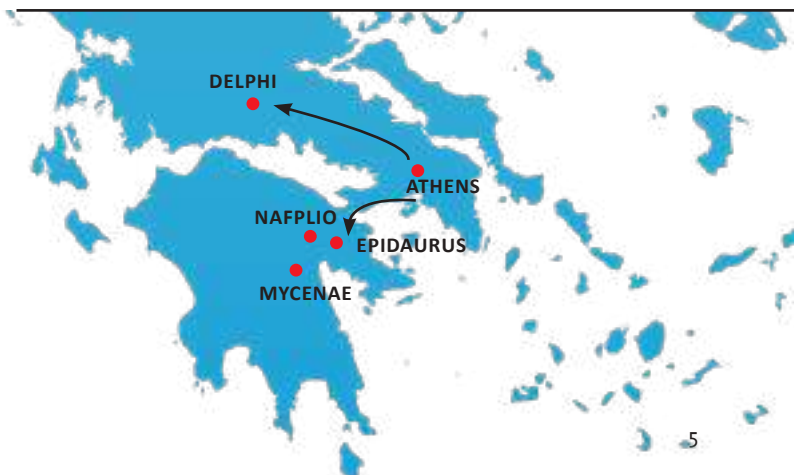 DELPHI
ATHENS
NAFPLIO
EPIDAURUS
MYCENAE
5